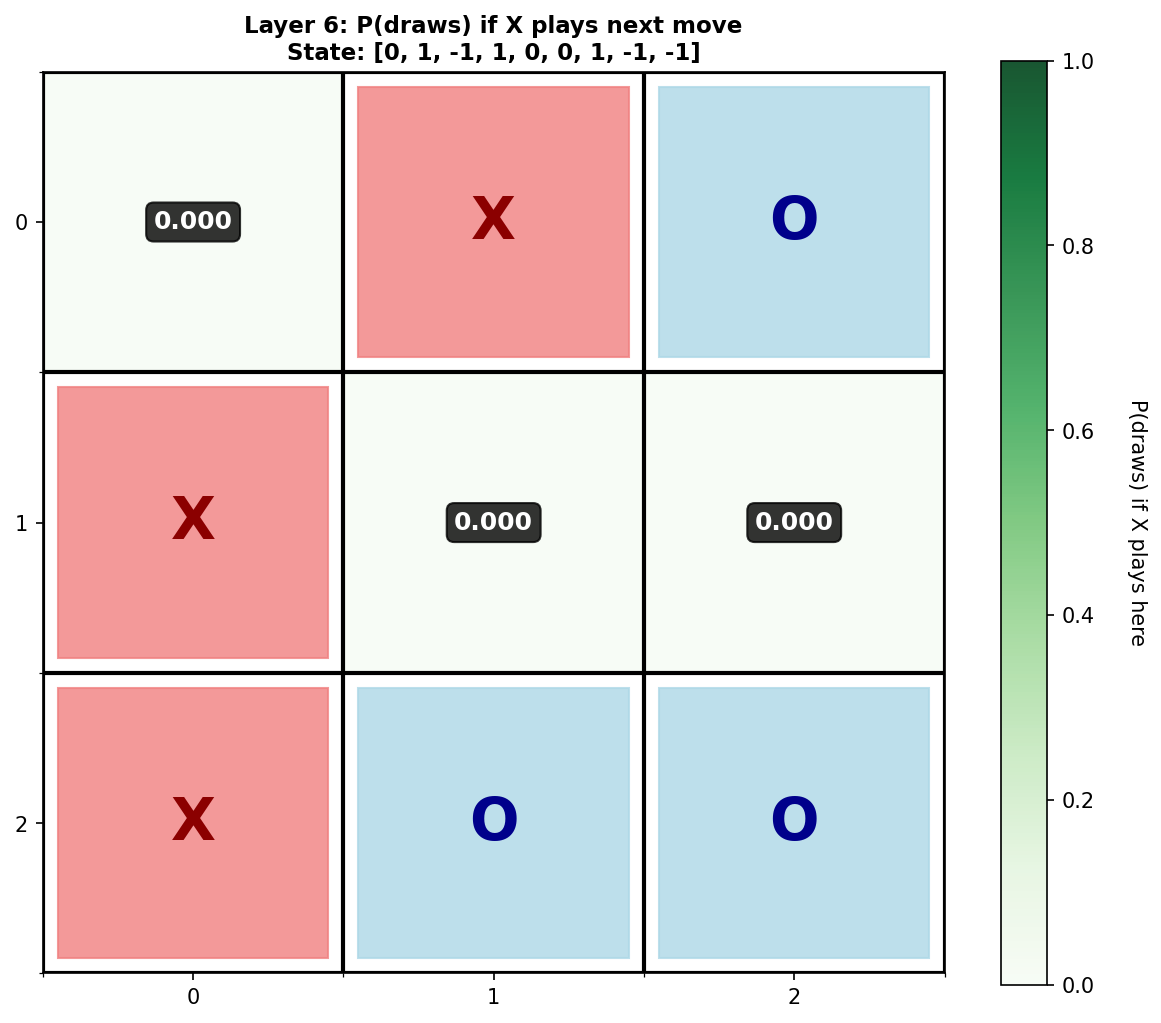 Layer 6: P(draws) if X plays next move
State: [0, 1, -1, 1, 0, 0, 1, -1, -1]
0
0.000
X
O
1
X
0.000
0.000
2
X
O
O
0
1
2
1.0
0.8
0.6
0.4
0.2
0.0
P(draws) if X plays here